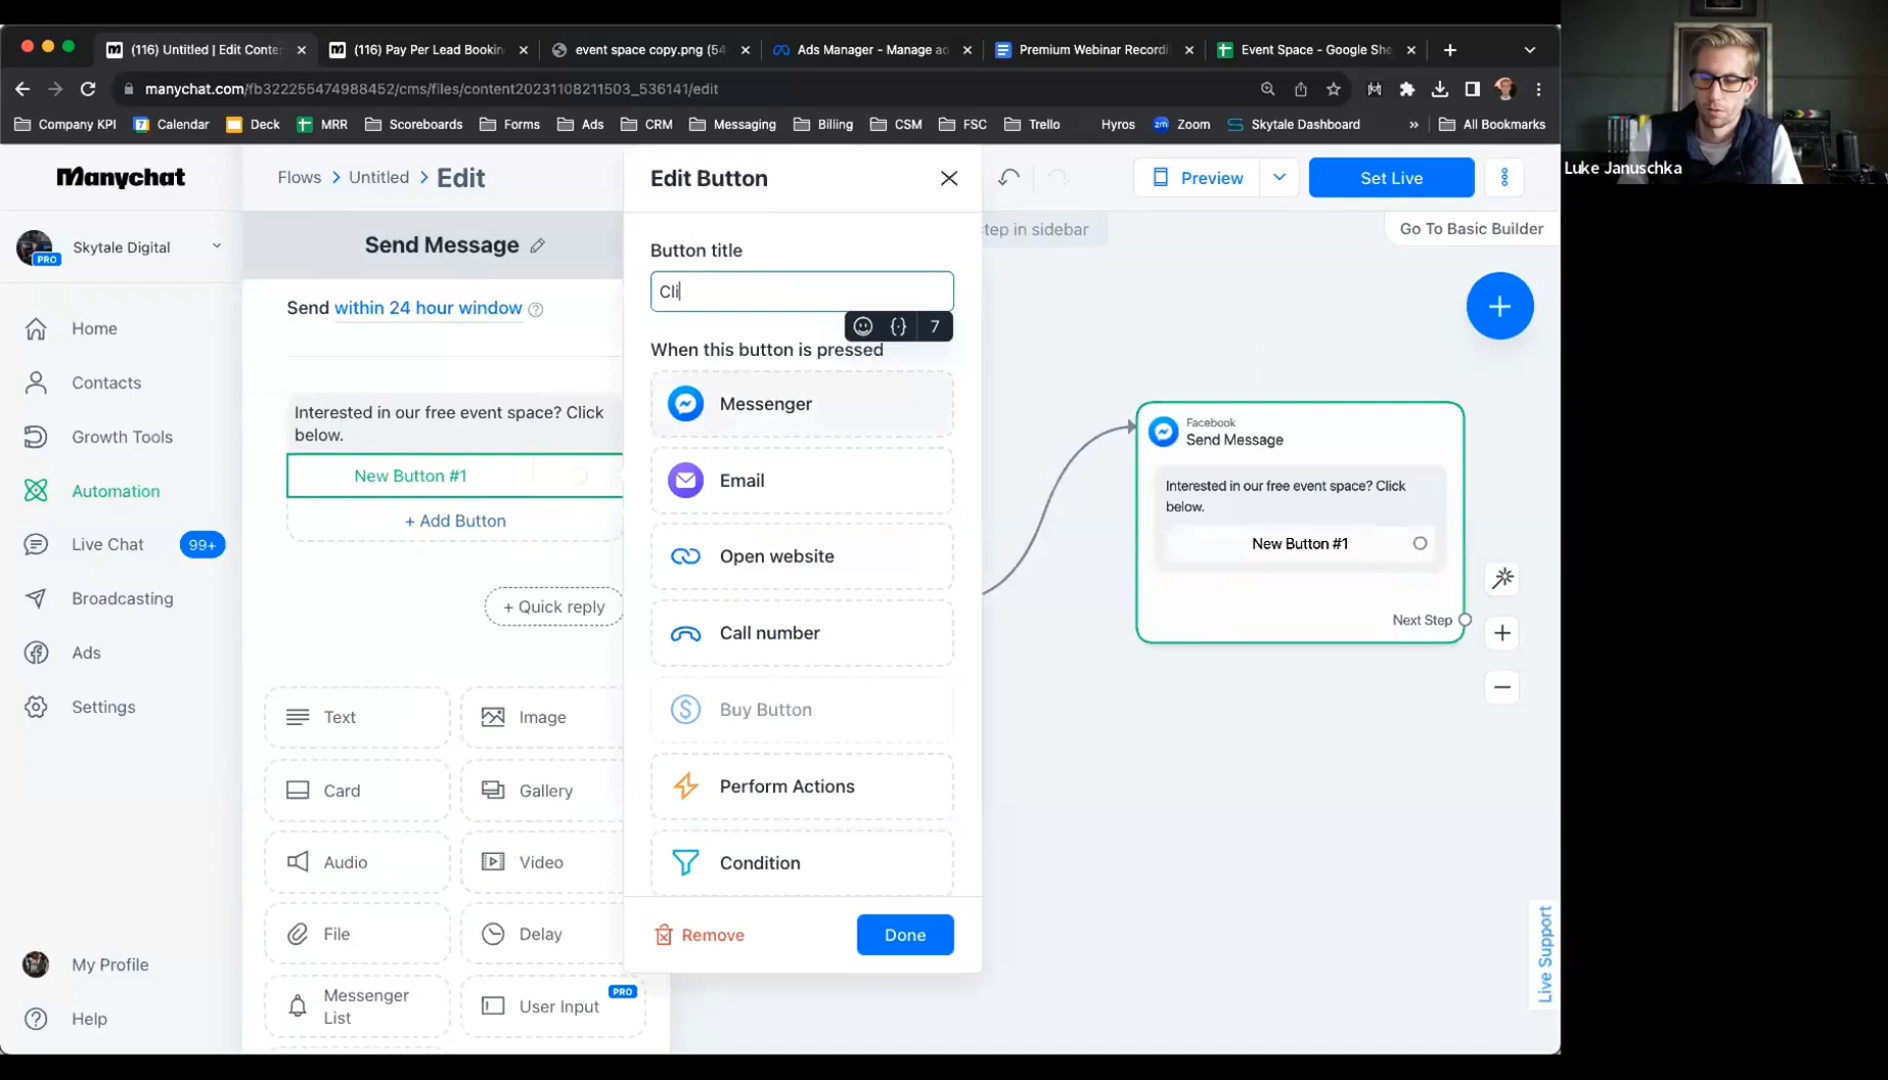 (116) Untitled | Edit Conte
(116) Pay Per Lead Bookin
event space copy.png (54
Ads Manager - Manage ad
Premium Webinar Recordi
Event Space - Google She
manychat.com/fb322255474988452/cms/files/content20231108211503_536141/edit
Company KPI
Calendar
Deck
MRR
Scoreboards
Forms
Ads
CRM
Messaging
Billing
CSM
FSC
Trello
Hyros
Zoom
Skytale Dashboard
»
All Bookmarks
Luke Januschka
Manychat
Flows > Untitled > Edit
Edit Button
Preview
Set Live
Skytale Digital
PRO
Send Message
step in sidebar
Go To Basic Builder
Home
Contacts
Growth Tools
Automation
Live Chat
99+
Broadcasting
Ads
Settings
My Profile
Help
Send within 24 hour window
Interested in our free event space? Click
below.
New Button #1
+ Add Button
+ Quick reply
Text
Image
Card
Gallery
Audio
Video
File
Delay
Messenger
List
User Input
PRO
Button title
Cli
7
When this button is pressed
Messenger
Email
Open website
Call number
Buy Button
Perform Actions
Condition
Remove
Done
Facebook
Send Message
Interested in our free event space? Click
below.
New Button #1
Next Step
Live Support